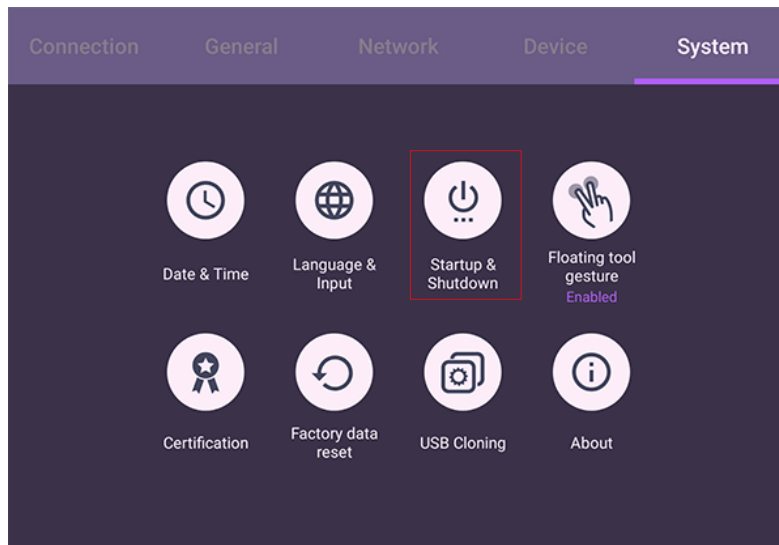 Connection
General
Network
Device
System
Date & Time
Language &
Input
Startup &
Shutdown
Floating tool
gesture
Enabled
Certification
Factory data
reset
USB Cloning
About